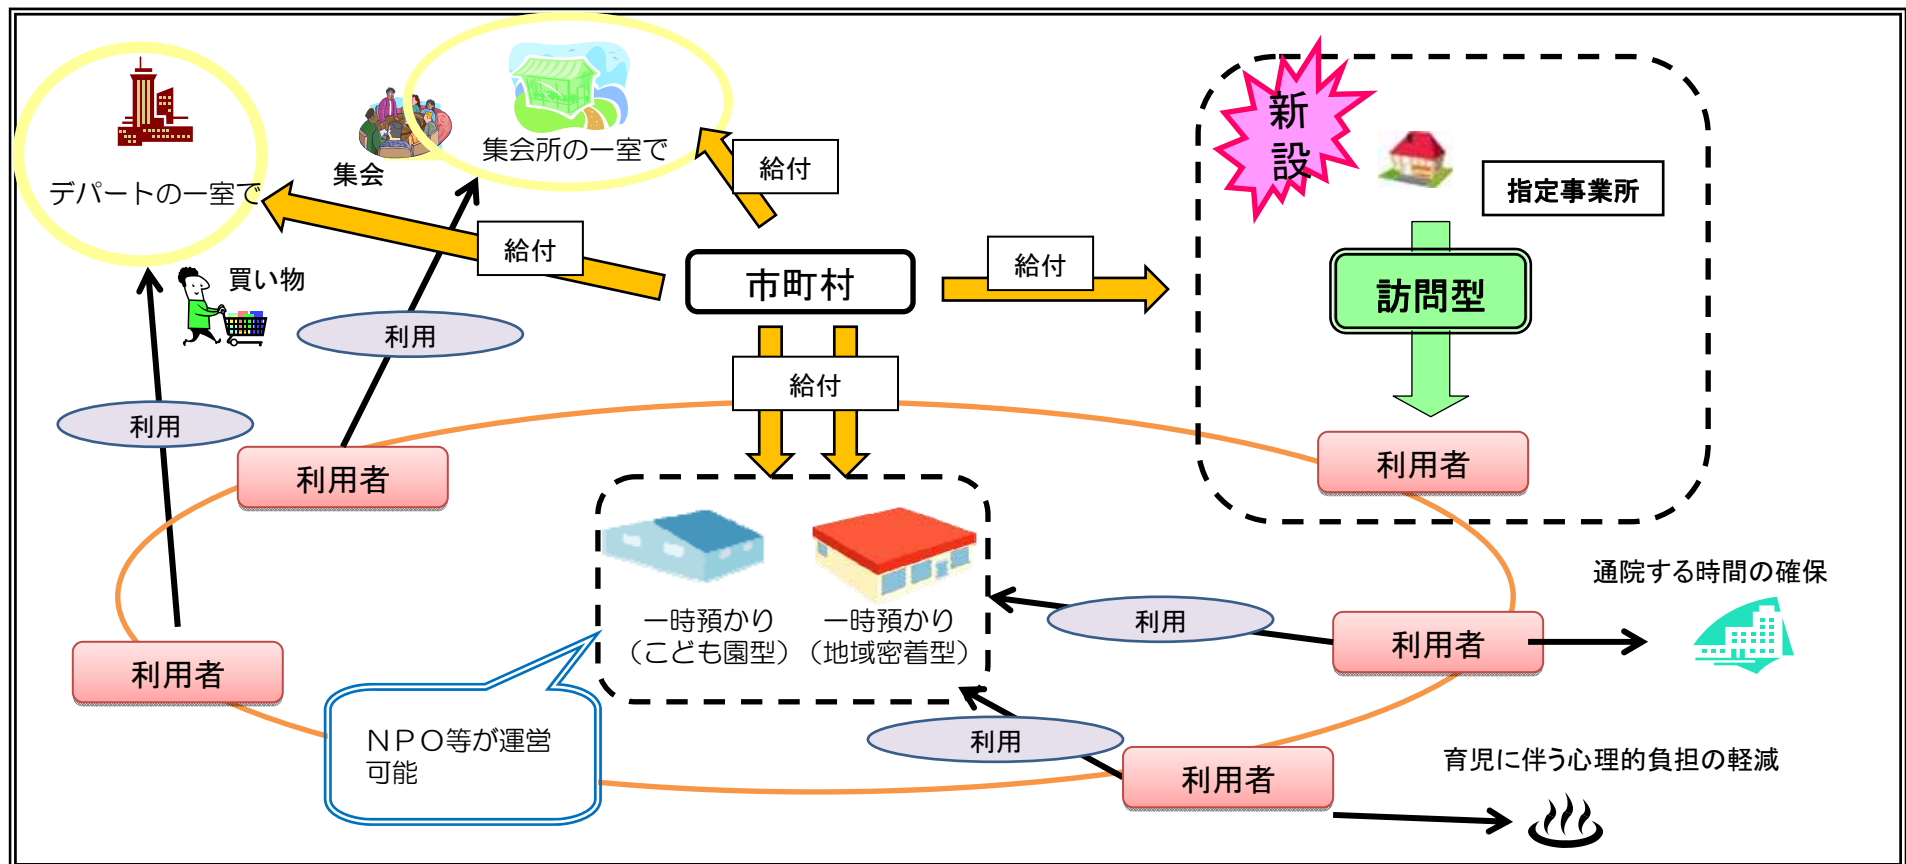 新
設
集会所の一室で
給付
デパートの一室で
集会
指定事業所
給付
給付
市町村
訪問型
買い物
利用
給付
利用
利用者
利用者
利用者
通院する時間の確保
一時預かり
(こども園型)
一時預かり
(地域密着型)
利用
利用者
利用者
NPO等が運営
可能
利用
利用者
育児に伴う心理的負担の軽減